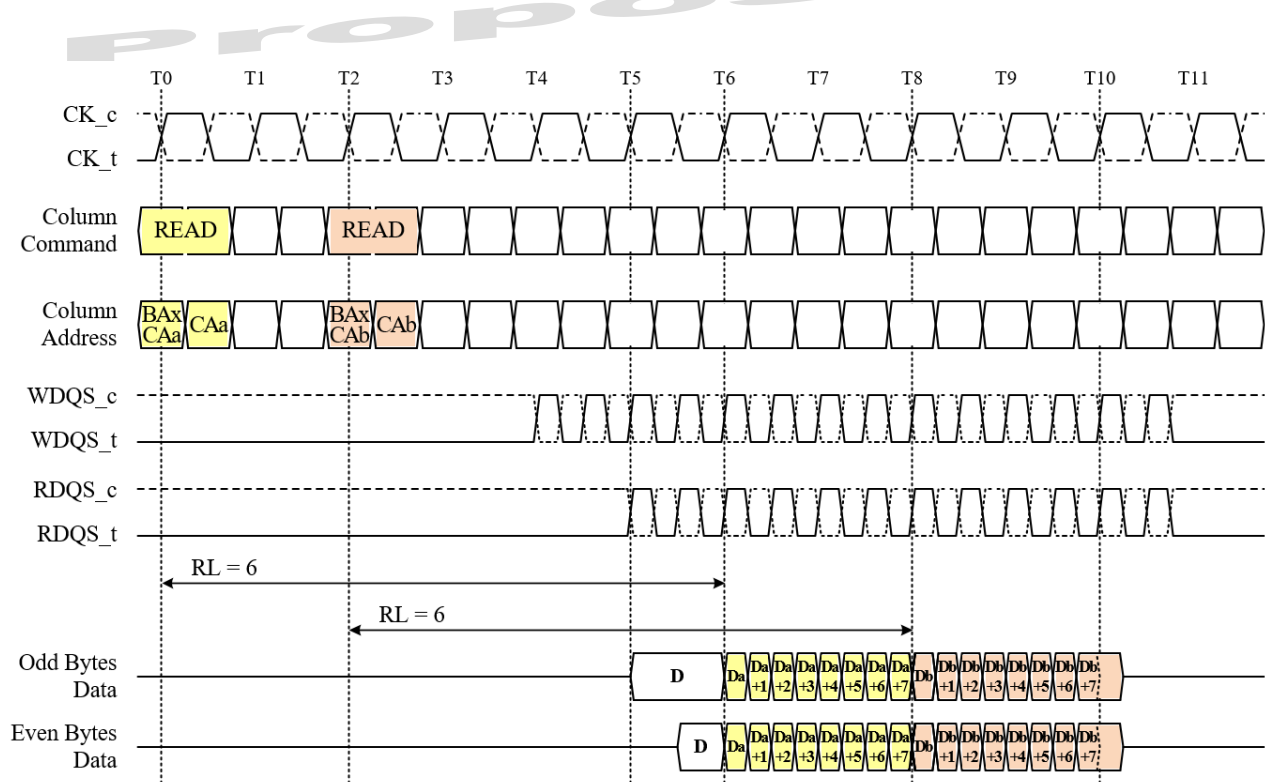 Propos
T0 T1 T2 T3 T4 T5 T6 T7 T8 T9 T10 T11
CK_c
CK_t
Column
Command
READ READ
Column
Address
BAx
CAa
CAa
BAx
CAb
CAb
WDQS_c
WDQS_t
RDQS_c
RDQS_t
RL = 6
RL = 6
Odd Bytes
Data
D Da Da
+1 Da
+2 Da
+3 Da
+4 Da
+5 Da
+6 Da
+7 Db Db
+1 Db
+2 Db
+3 Db
+4 Db
+5 Db
+6 Db
+7
Even Bytes
Data
D Da Da
+1 Da
+2 Da
+3 Da
+4 Da
+5 Da
+6 Da
+7 Db Db
+1 Db
+2 Db
+3 Db
+4 Db
+5 Db
+6 Db
+7